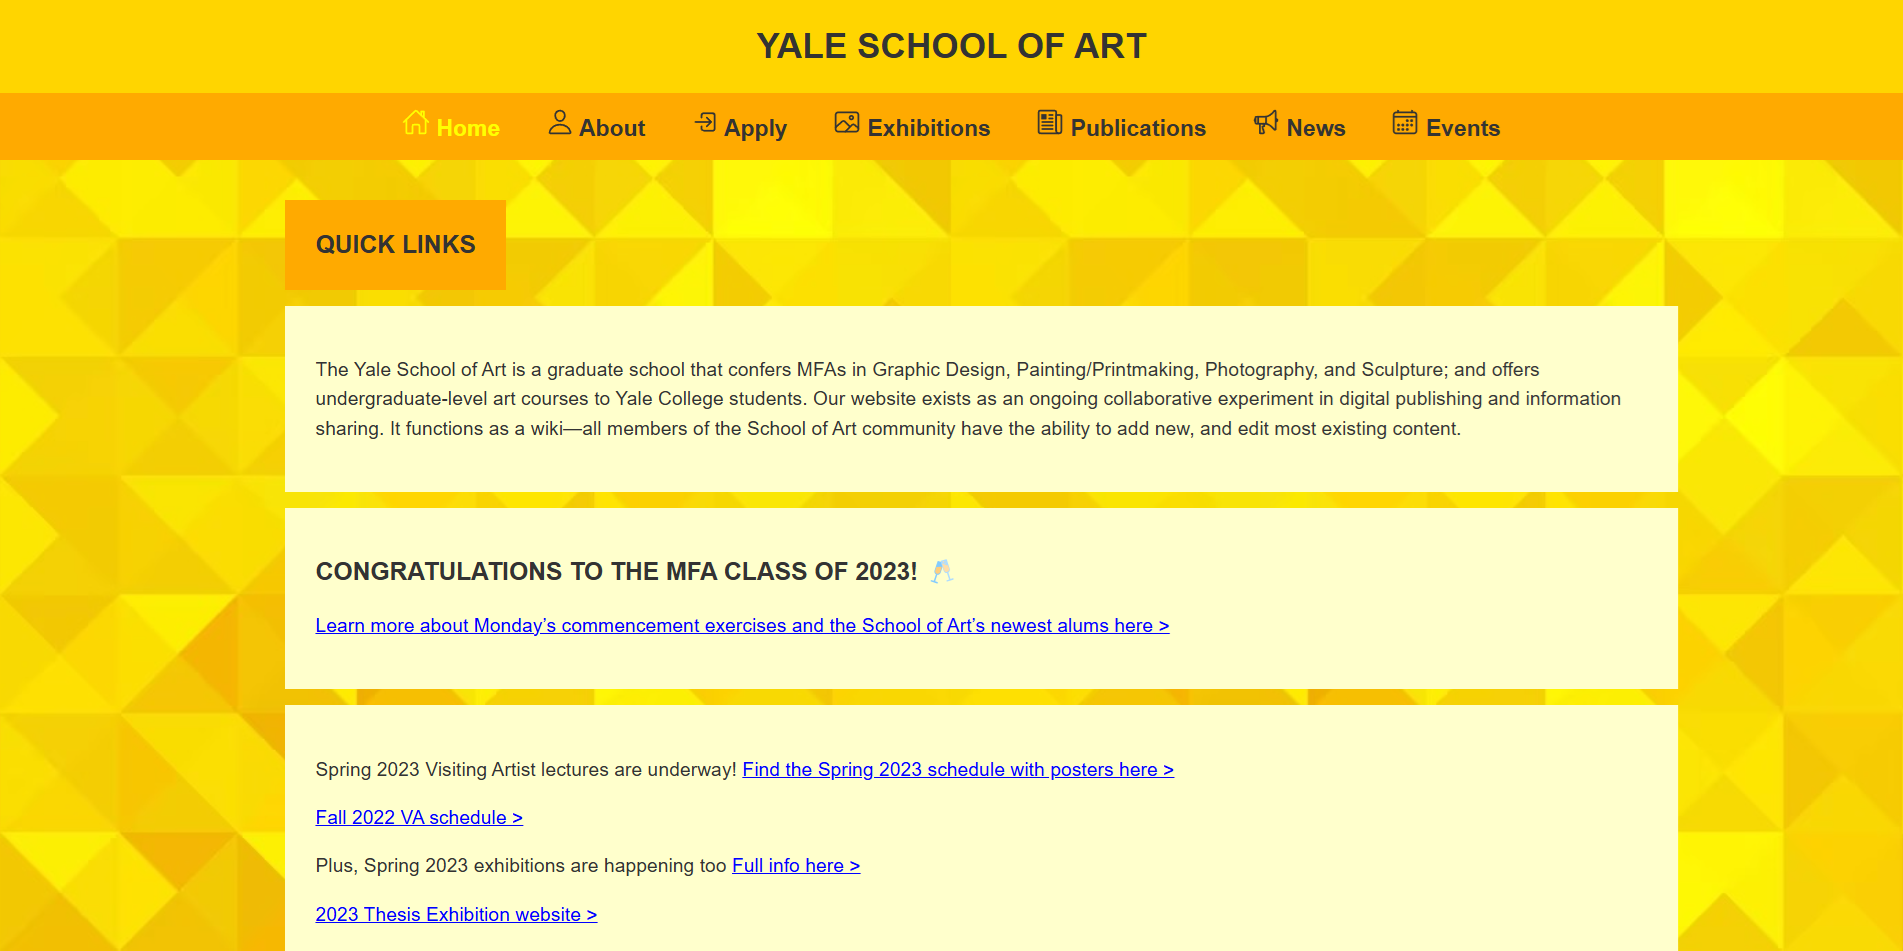 YALE SCHOOL OF ART
Home About Apply Exhibitions Publications News Events
QUICK LINKS
The Yale School of Art is a graduate school that confers MFAs in Graphic Design, Painting/Printmaking, Photography, and Sculpture; and offers
undergraduate-level art courses to Yale College students. Our website exists as an ongoing collaborative experiment in digital publishing and information
sharing. It functions as a wiki—all members of the School of Art community have the ability to add new, and edit most existing content.
CONGRATULATIONS TO THE MFA CLASS OF 2023! 🥂
Learn more about Monday’s commencement exercises and the School of Art’s newest alums here >
Spring 2023 Visiting Artist lectures are underway! Find the Spring 2023 schedule with posters here >
Fall 2022 VA schedule >
Plus, Spring 2023 exhibitions are happening too Full info here >
2023 Thesis Exhibition website >